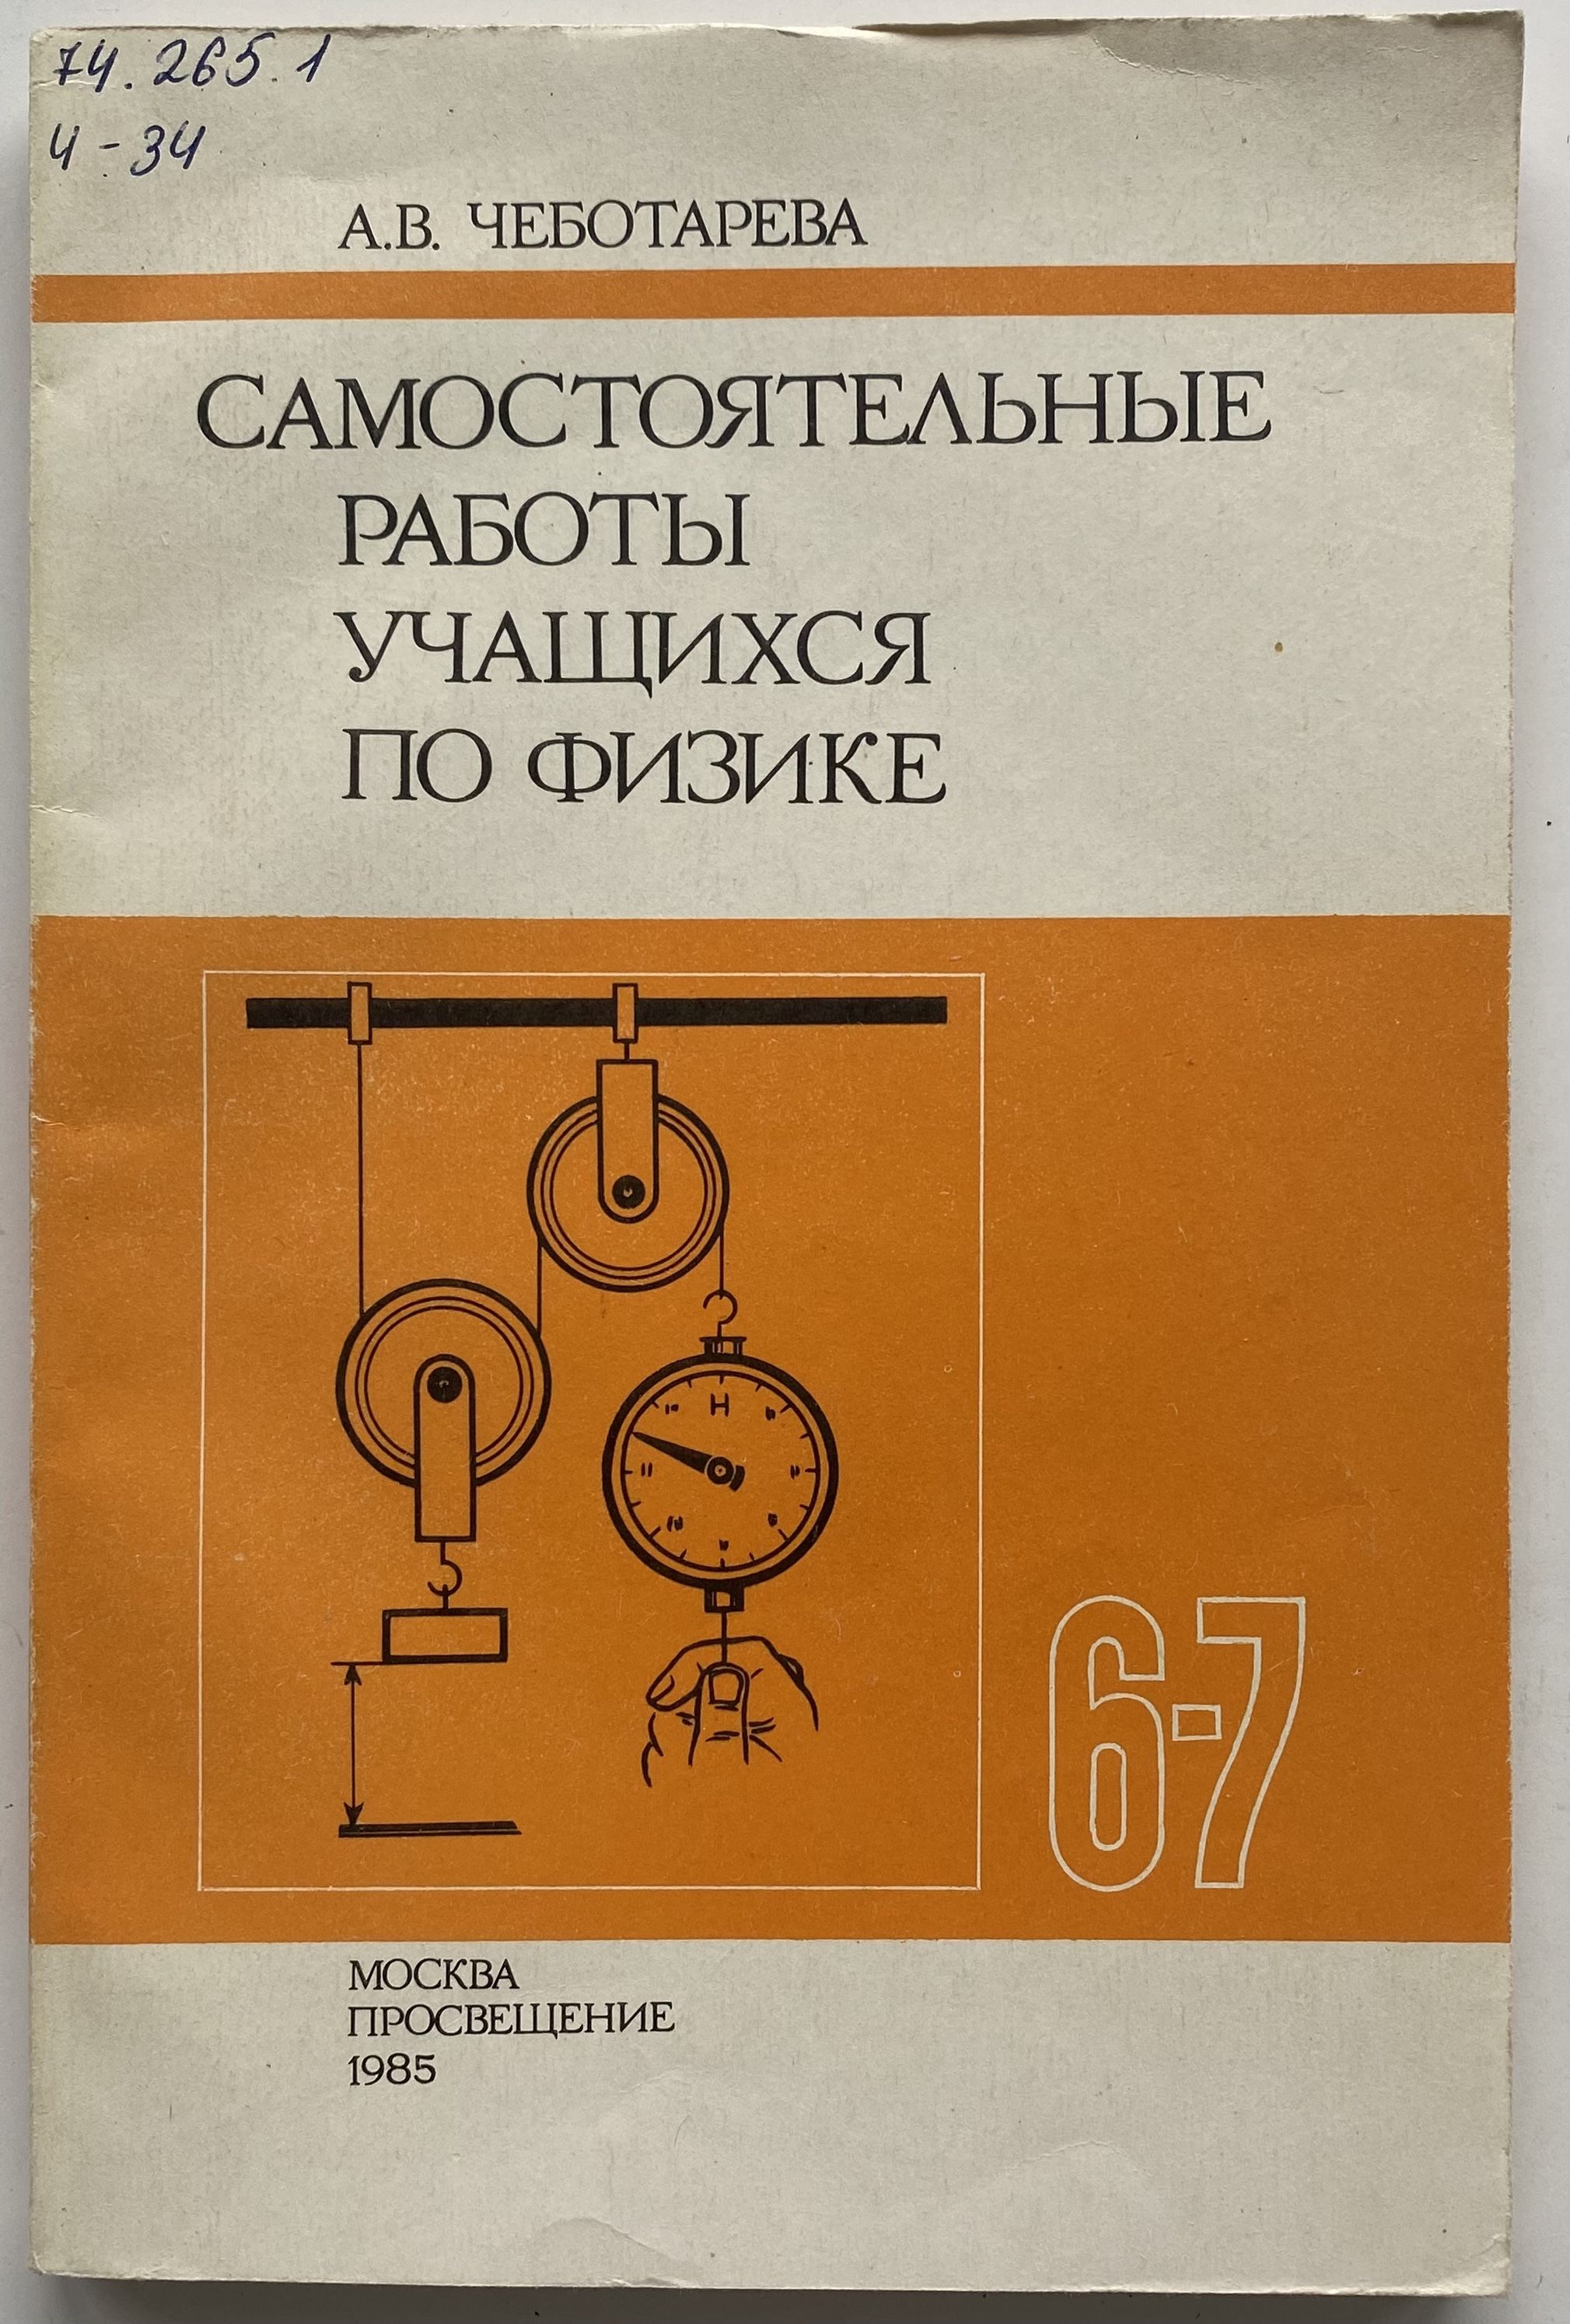 74.265.1
Ч-34
А.В. ЧЕБОТАРЕВА
САМОСТОЯТЕЛЬНЫЕ
РАБОТЫ
УЧАЩИХСЯ
ПО ФИЗИКЕ
Н
6-7
МОСКВА
ПРОСВЕЩЕНИЕ
1985